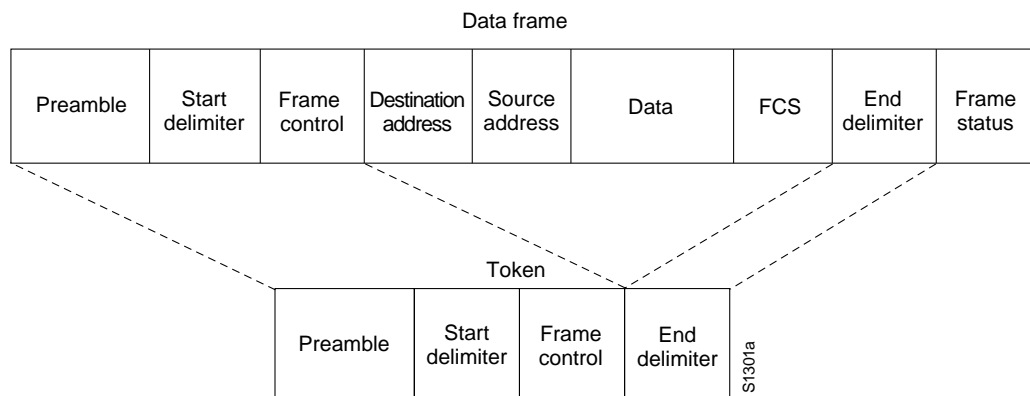 Data frame
Preamble
Start
delimiter
Frame
control
Destination
address
Source
address
Data
FCS
End
delimiter
Frame
status
Token
Preamble
Start
delimiter
Frame
control
End
delimiter
S1301a